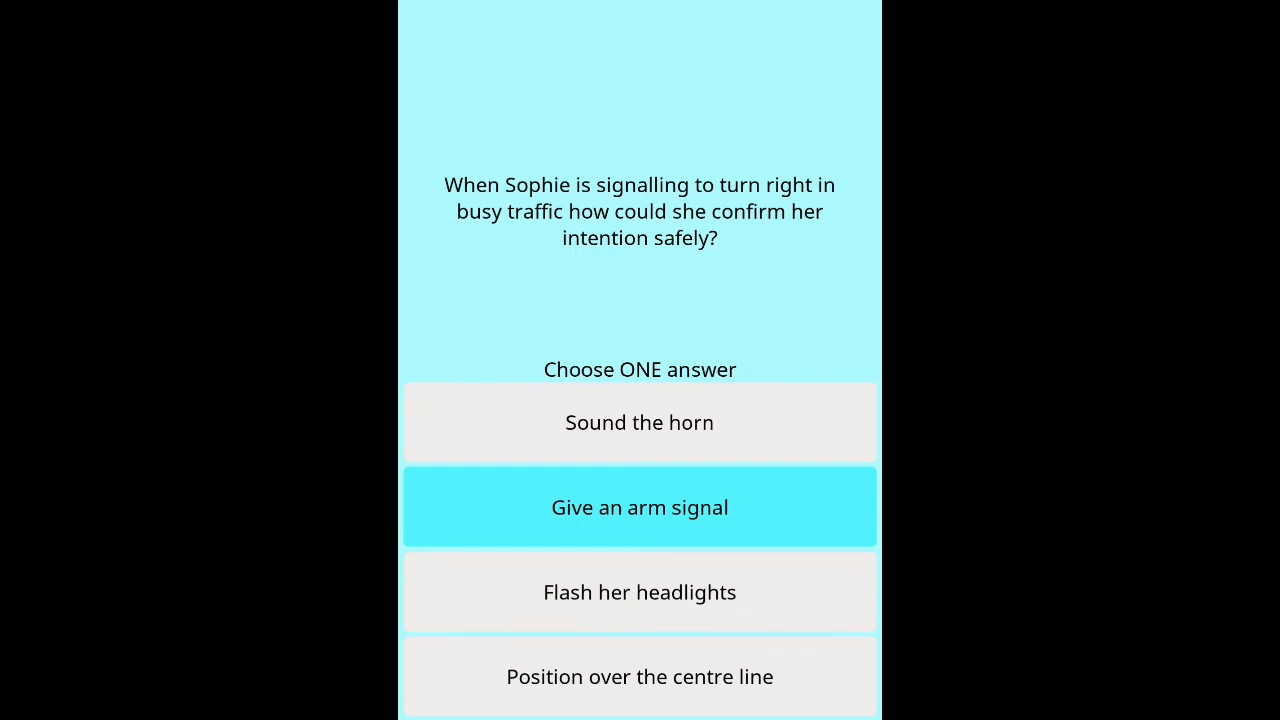 When Sophie is signalling to turn right in
busy traffic how could she confirm her
intention safely?
Choose ONE answer
Sound the horn
Give an arm signal
Flash her headlights
Position over the centre line